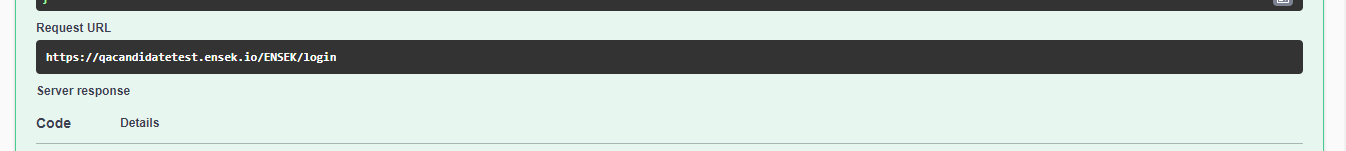 Request URL
https://qacandidatetest.ensek.io/ENSEK/login
Server response
Code Details